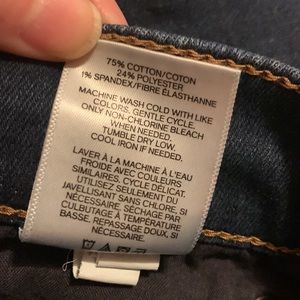 75% COTTON/COTON
24% POLYESTER
1% SPANDEX/FIBRE ÉLASTHANNE
MACHINE WASH COLD WITH LIKE
COLORS, GENTLE CYCLE.
ONLY NON-CHLORINE BLEACH
WHEN NEEDED.
TUMBLE DRY LOW.
COOL IRON IF NEEDED.
LAVER À LA MACHINE À L'EAU
FROIDE AVEC COULEURS
SIMILAIRES, CYCLE DÉLICAT.
UTILISEZ SEULEMENT DU
JAVELLISANT SANS CHLORE SI
NÉCESSAIRE. SÉCHAGE PAR
CULBUTAGE À TEMPÉRATURE
BASSE. REPASSAGE DOUX, SI
NÉCESSAIRE.